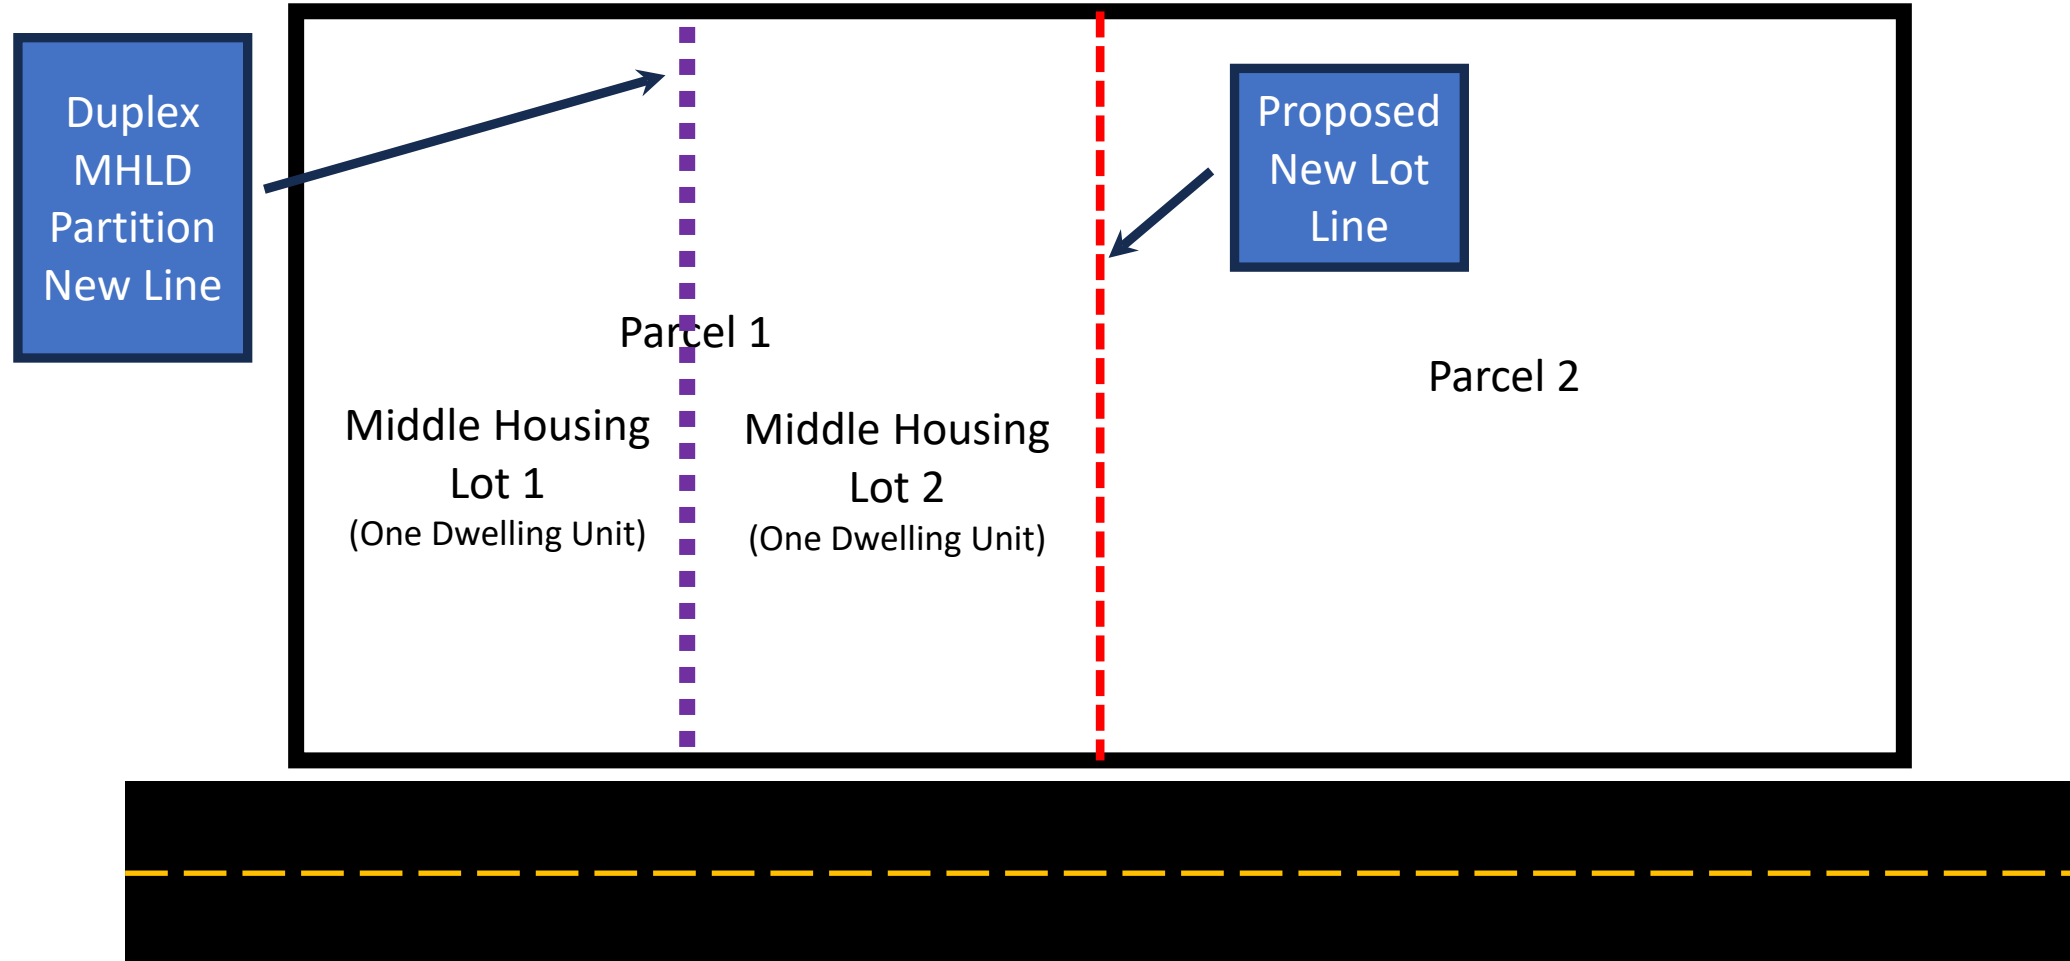 Duplex
MHLD
Partition
New Line
Proposed
New Lot
Line
Parcel 1
Parcel 2
Middle Housing
Lot 1
(One Dwelling Unit)
Middle Housing
Lot 2
(One Dwelling Unit)